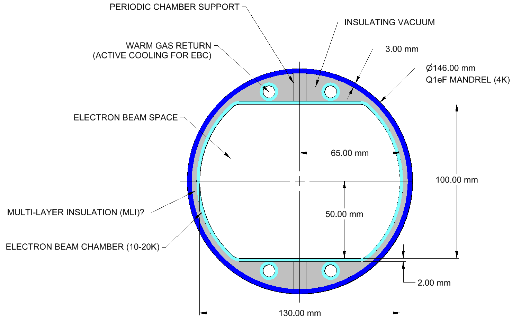 PERIODIC CHAMBER SUPPORT
INSULATING VACUUM
WARM GAS RETURN
(ACTIVE COOLING FOR EBC)
3.00 mm
Ø146.00 mm
Q1eF MANDREL (4K)
ELECTRON BEAM SPACE
65.00 mm
100.00 mm
50.00 mm
MULTI-LAYER INSULATION (MLI)?
ELECTRON BEAM CHAMBER (10-20K)
2.00 mm
130.00 mm